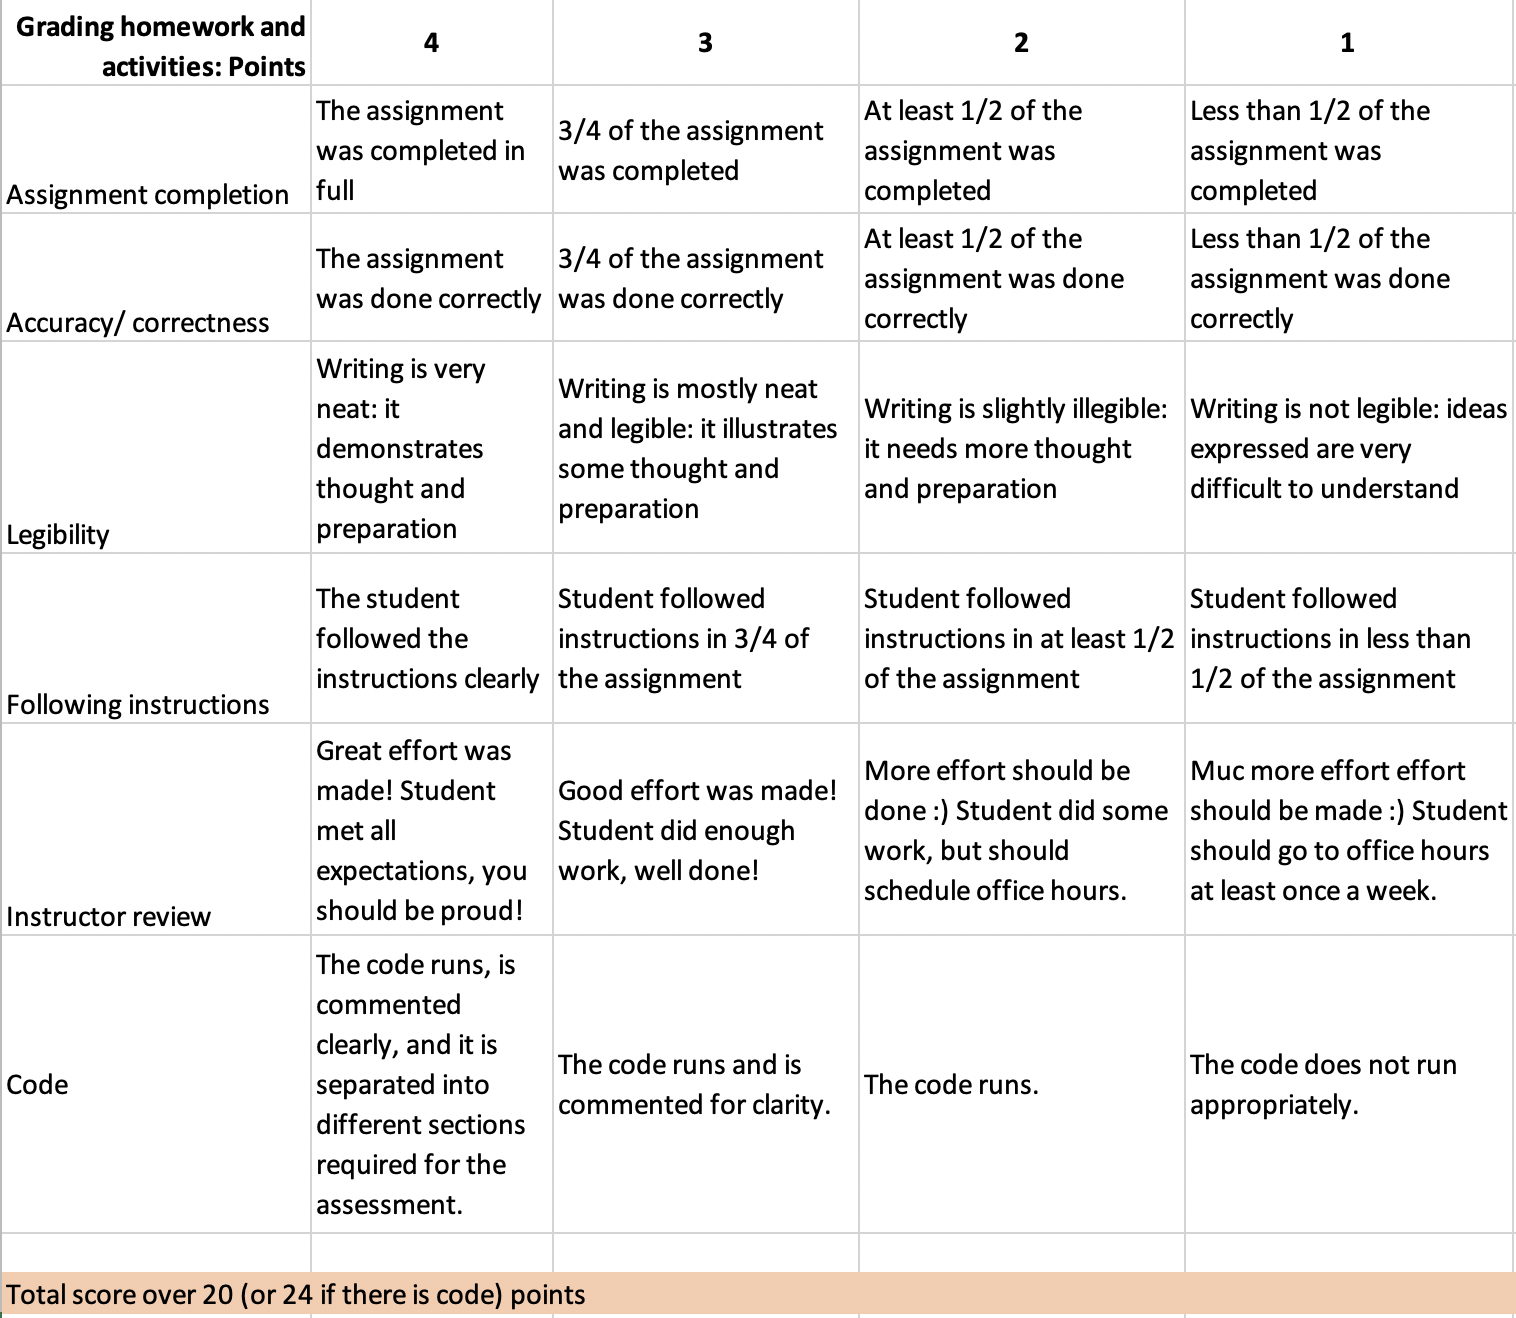 Grading homework and
activities: Points
4
3
2
1
Assignment completion
The assignment
was completed in
full
3/4 of the assignment
was completed
At least 1/2 of the
assignment was
completed
Less than 1/2 of the
assignment was
completed
Accuracy/ correctness
The assignment
was done correctly
3/4 of the assignment
was done correctly
At least 1/2 of the
assignment was done
correctly
Less than 1/2 of the
assignment was done
correctly
Legibility
Writing is very
neat: it
demonstrates
thought and
preparation
Writing is mostly neat
and legible: it illustrates
some thought and
preparation
Writing is slightly illegible:
it needs more thought
and preparation
Writing is not legible: ideas
expressed are very
difficult to understand
Following instructions
The student
followed the
instructions clearly
Student followed
instructions in 3/4 of
the assignment
Student followed
instructions in at least 1/2
of the assignment
Student followed
instructions in less than
1/2 of the assignment
Instructor review
Great effort was
made! Student
met all
expectations, you
should be proud!
Good effort was made!
Student did enough
work, well done!
More effort should be
done :) Student did some
work, but should
schedule office hours.
Muc more effort effort
should be made :) Student
should go to office hours
at least once a week.
Code
The code runs, is
commented
clearly, and it is
separated into
different sections
required for the
assessment.
The code runs and is
commented for clarity.
The code runs.
The code does not run
appropriately.
Total score over 20 (or 24 if there is code) points